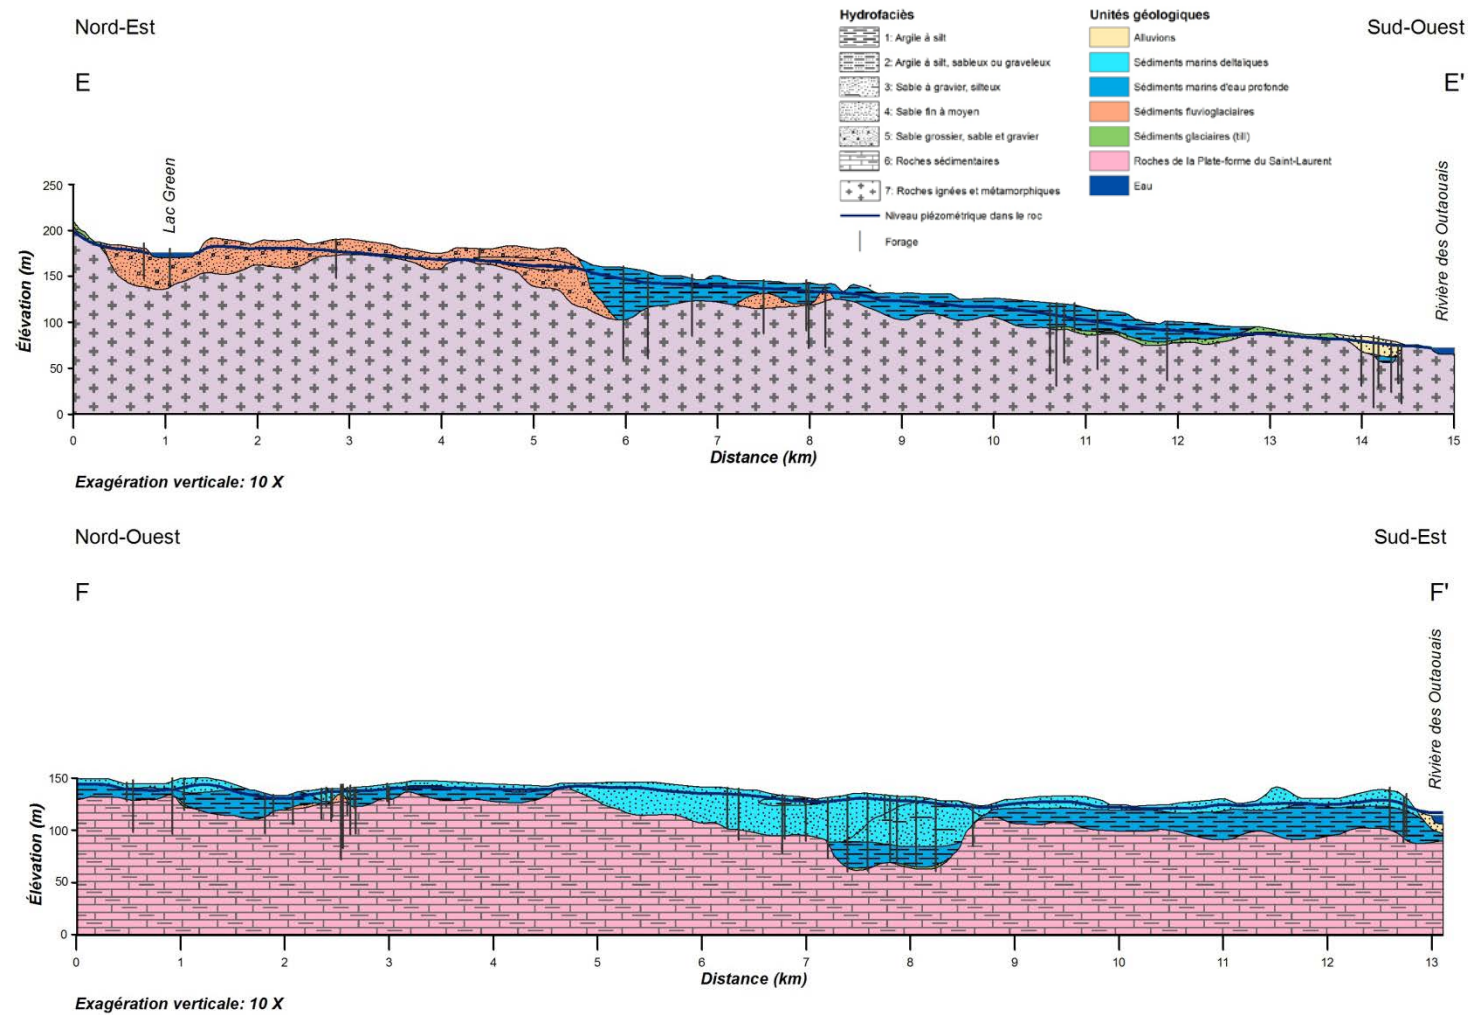 Nord-Est
Sud-Ouest
E
E'
Hydrofaciès
1: Argile à silt
2: Argile à silt, sableux ou graveleux
3: Sable à gravier, silteux
4: Sable fin à moyen
5: Sable grossier, sable et gravier
6: Roches sédimentaires
7: Roches ignées et métamorphiques
Niveau piézométrique dans le roc
Forage
Unités géologiques
Alluvions
Sédiments marins deltaïques
Sédiments marins d'eau profonde
Sédiments fluvioglaciaires
Sédiments glaciaires (till)
Roches de la Plate-forme du Saint-Laurent
Eau
Lac Green
Rivière des Outaouais
Élévation (m)
250
200
150
100
50
0
0 1 2 3 4 5 6 7 8 9 10 11 12 13 14 15
Distance (km)
Exagération verticale: 10 X
Nord-Ouest
Sud-Est
F
F'
Rivière des Outaouais
Élévation (m)
150
100
50
0
0 1 2 3 4 5 6 7 8 9 10 11 12 13
Distance (km)
Exagération verticale: 10 X